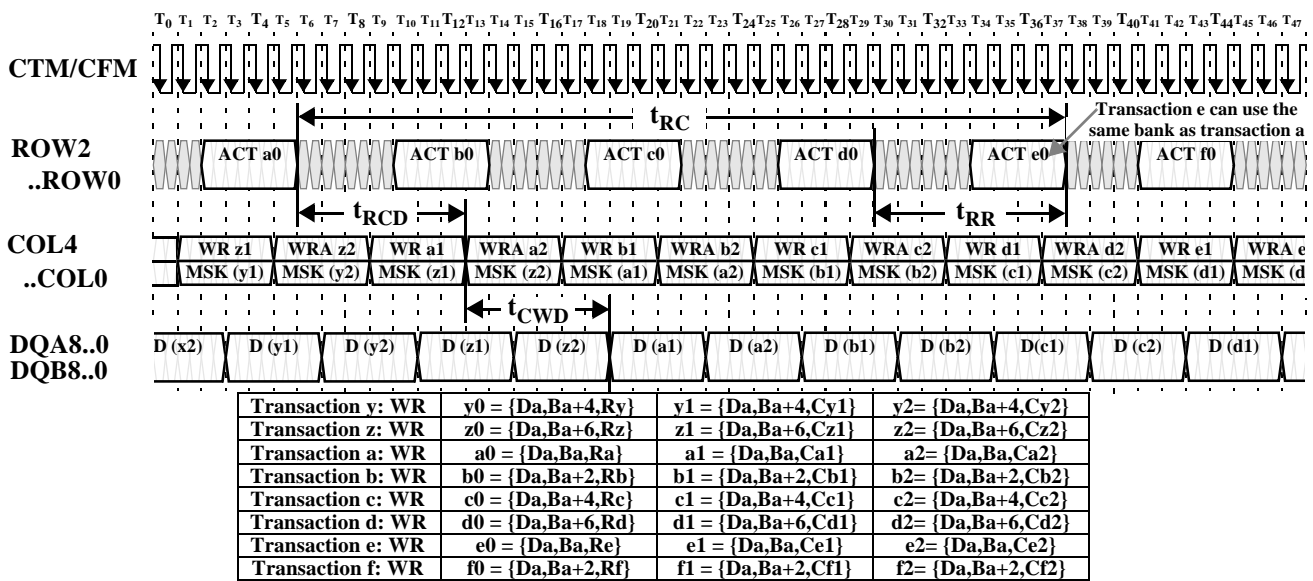 T0 T1 T2 T3 T4 T5 T6 T7 T8 T9 T10 T11 T12 T13 T14 T15 T16 T17 T18 T19 T20 T21 T22 T23 T24 T25 T26 T27 T28 T29 T30 T31 T32 T33 T34 T35 T36 T37 T38 T39 T40 T41 T42 T43 T44 T45 T46 T47
CTM/CFM
Transaction e can use the
same bank as transaction a
tRC
ROW2
..ROW0
ACT a0 ACT b0 ACT c0 ACT d0 ACT e0 ACT f0
tRCD tRR
COL4
..COL0
WR z1 WRA z2 WR a1 WRA a2 WR b1 WRA b2 WR c1 WRA c2 WR d1 WRA d2 WR e1 WRA e
MSK (y1) MSK (y2) MSK (z1) MSK (z2) MSK (a1) MSK (a2) MSK (b1) MSK (b2) MSK (c1) MSK (c2) MSK (d1) MSK (d
tCWD
DQA8..0
DQB8..0
D (x2) D (y1) D (y2) D (z1) D (z2) D (a1) D (a2) D (b1) D (b2) D(c1) D (c2) D (d1)
Transaction y: WR y0 = {Da,Ba+4,Ry} y1 = {Da,Ba+4,Cy1} y2= {Da,Ba+4,Cy2}
Transaction z: WR z0 = {Da,Ba+6,Rz} z1 = {Da,Ba+6,Cz1} z2= {Da,Ba+6,Cz2}
Transaction a: WR a0 = {Da,Ba,Ra} a1 = {Da,Ba,Ca1} a2= {Da,Ba,Ca2}
Transaction b: WR b0 = {Da,Ba+2,Rb} b1 = {Da,Ba+2,Cb1} b2= {Da,Ba+2,Cb2}
Transaction c: WR c0 = {Da,Ba+4,Rc} c1 = {Da,Ba+4,Cc1} c2= {Da,Ba+4,Cc2}
Transaction d: WR d0 = {Da,Ba+6,Rd} d1 = {Da,Ba+6,Cd1} d2= {Da,Ba+6,Cd2}
Transaction e: WR e0 = {Da,Ba,Re} e1 = {Da,Ba,Ce1} e2= {Da,Ba,Ce2}
Transaction f: WR f0 = {Da,Ba+2,Rf} f1 = {Da,Ba+2,Cf1} f2= {Da,Ba+2,Cf2}